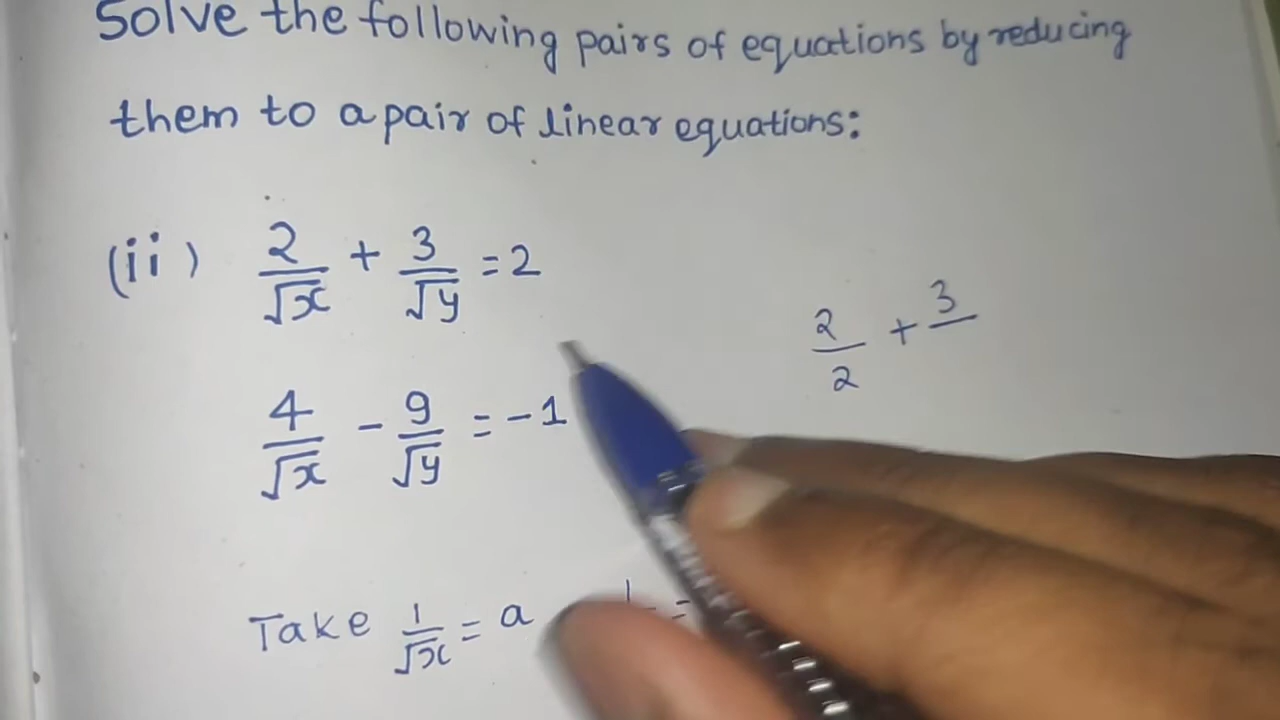 Solve the following pairs of equations by reducing
them to a pair of linear equations:
(ii) 2/√x + 3/√y = 2
2/2 + 3/
4/√x - 9/√y = -1
Take 1/√x = a